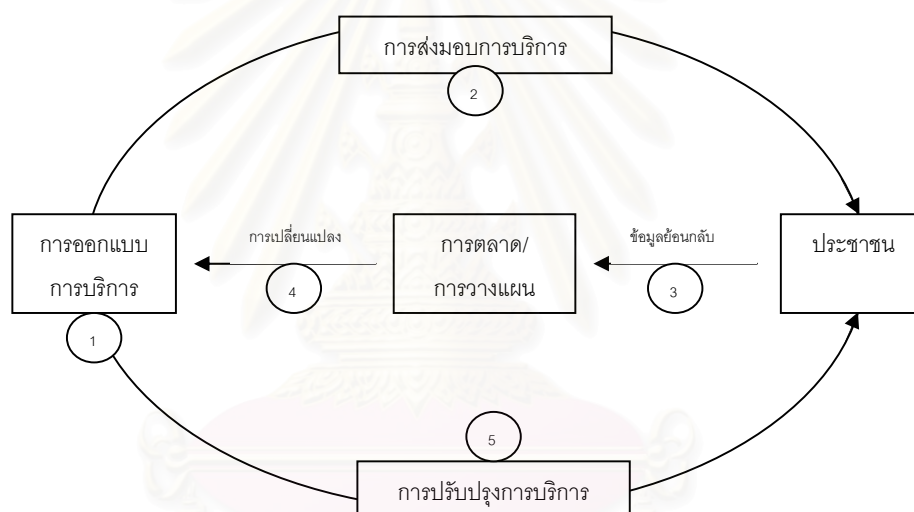 การส่งมอบการบริการ
2
การออกแบบ
การบริการ
1
การเปลี่ยนแปลง
4
การตลาด/
การวางแผน
ข้อมูลย้อนกลับ
3
ประชาชน
5
การปรับปรุงการบริการ